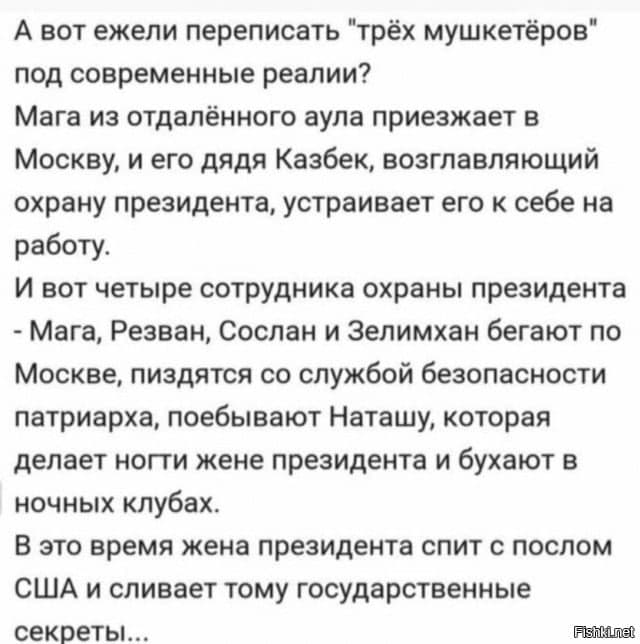 А вот ежели переписать "трёх мушкетёров"
под современные реалии?
Мага из отдалённого аула приезжает в
Москву, и его дядя Казбек, возглавляющий
охрану президента, устраивает его к себе на
работу.
И вот четыре сотрудника охраны президента
- Мага, Резван, Сослан и Зелимхан бегают по
Москве, пиздятся со службой безопасности
патриарха, поебывают Наташу, которая
делает ногти жене президента и бухают в
ночных клубах.
В это время жена президента спит с послом
США и сливает тому государственные
секреты...
Fishki.net